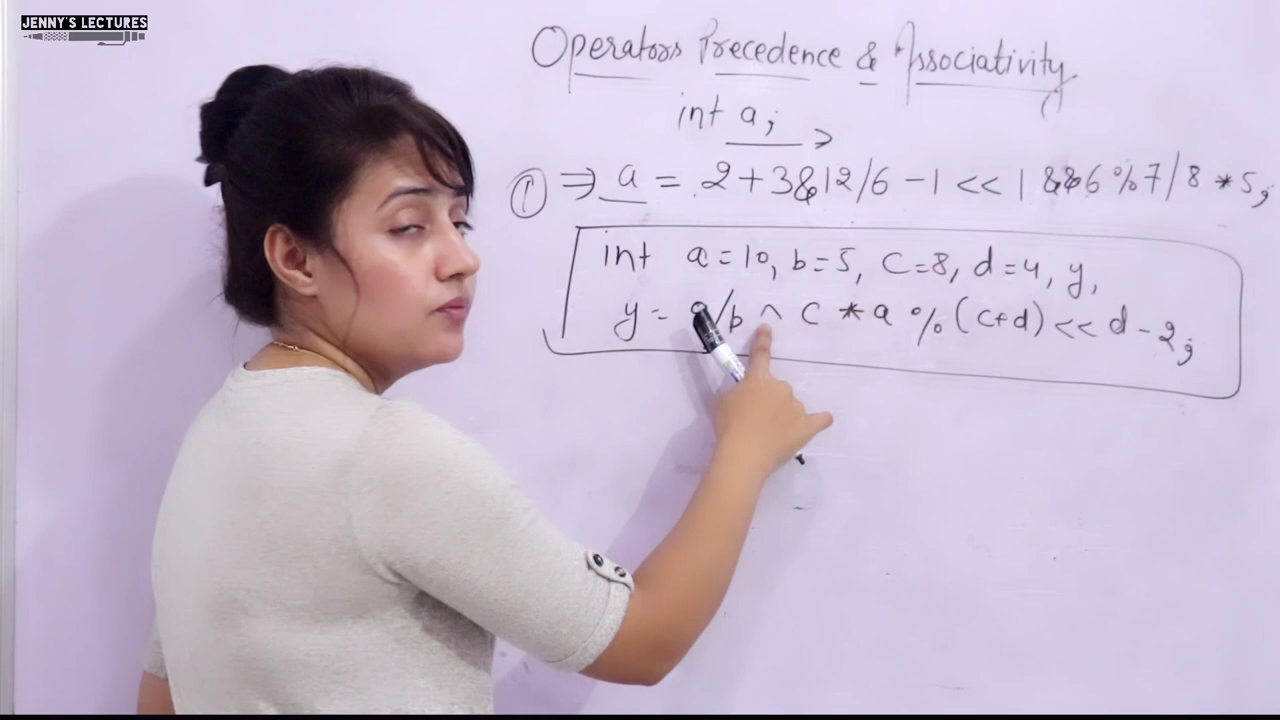 JENNY'S LECTURES
Operators Precedence & Associativity
int a;
① ⇒ a = 2+3&12/6 -1 << 1 &&6%7/8 *5;
int a=10, b=5, c=8, d=4, y,
y= a/b ^ c * a % (c+d) << d-2;